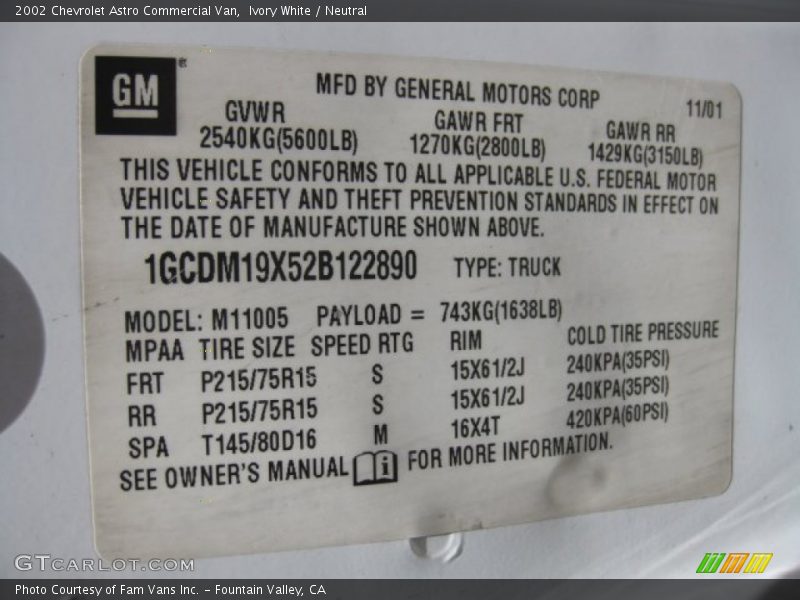 2002 Chevrolet Astro Commercial Van,  Ivory White / Neutral
GM®
MFD BY GENERAL MOTORS CORP
11/01
GVWR GAWR FRT GAWR RR
2540KG(5600LB) 1270KG(2800LB) 1429KG(3150LB)
THIS VEHICLE CONFORMS TO ALL APPLICABLE U.S. FEDERAL MOTOR
VEHICLE SAFETY AND THEFT PREVENTION STANDARDS IN EFFECT ON
THE DATE OF MANUFACTURE SHOWN ABOVE.
1GCDM19X52B122890 TYPE: TRUCK
MODEL: M11005 PAYLOAD = 743KG(1638LB)
MPAA TIRE SIZE SPEED RTG RIM COLD TIRE PRESSURE
FRT P215/75R15 S 15X61/2J 240KPA(35PSI)
RR P215/75R15 S 15X61/2J 240KPA(35PSI)
SPA T145/80D16 M 16X4T 420KPA(60PSI)
SEE OWNER'S MANUAL i FOR MORE INFORMATION.
GTCARLOT.COM
Photo Courtesy of Fam Vans Inc. – Fountain Valley, CA